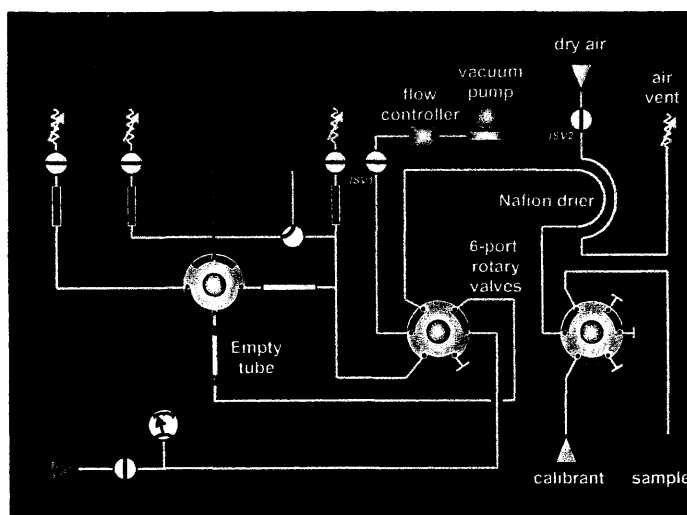 dry air
vacuum
pump
air
vent
flow
controller
ISV2
ISV1
Nafion drier
6-port
rotary
valves
Empty
tube
calibrant
sample